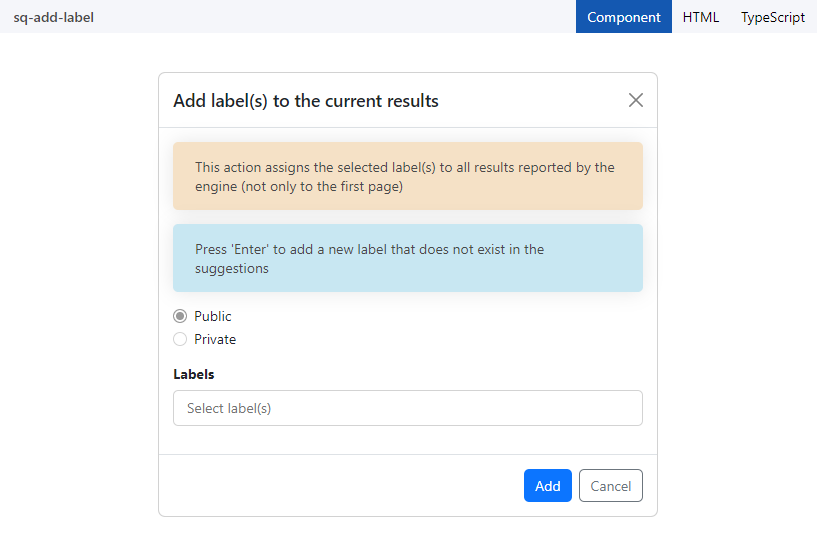 sq-add-label
Component
HTML
TypeScript
Add label(s) to the current results
This action assigns the selected label(s) to all results reported by the
engine (not only to the first page)
Press 'Enter' to add a new label that does not exist in the
suggestions
Public
Private
Labels
Select label(s)
Add
Cancel